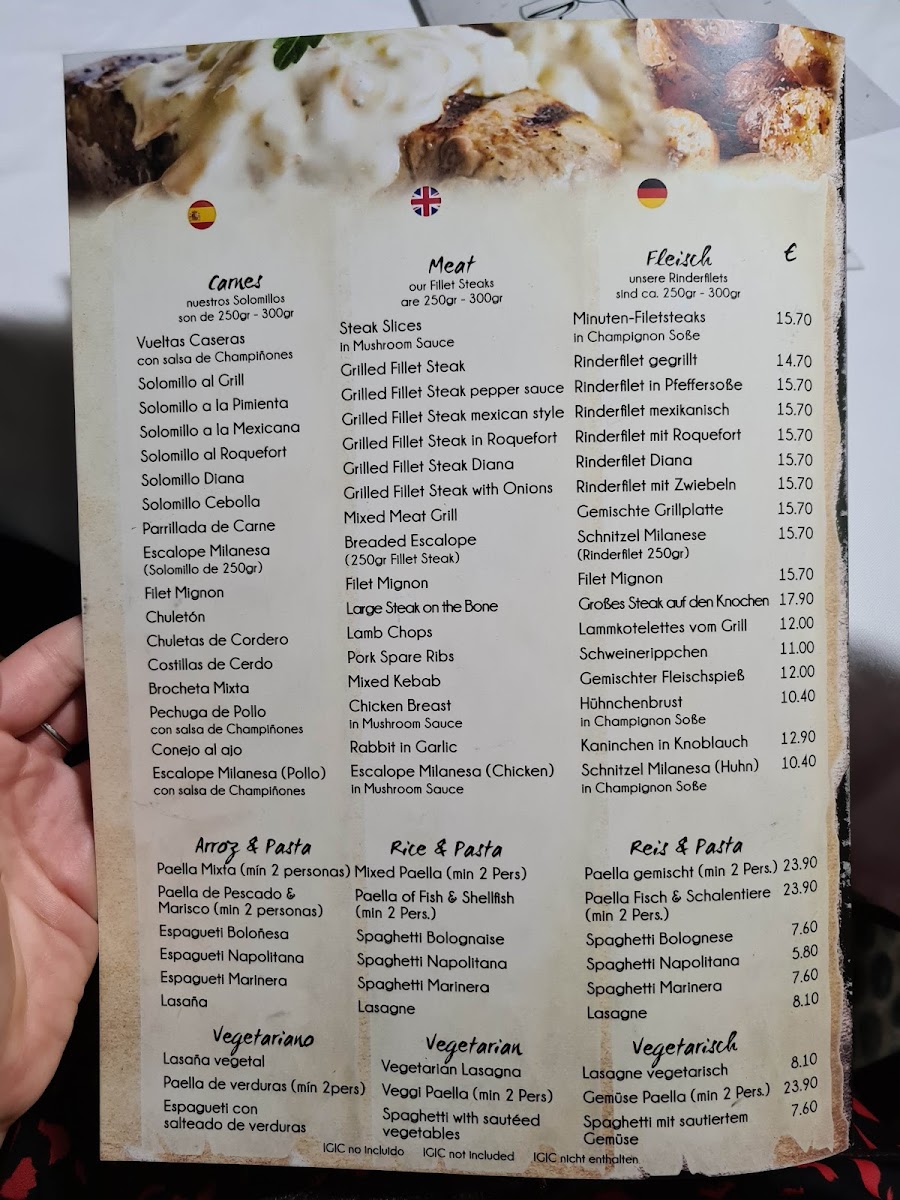 Carnes
nuestros Solomillos
son de 250gr - 300gr
Vueltas Caseras
con salsa de Champiñones
Solomillo al Grill
Solomillo a la Pimienta
Solomillo a la Mexicana
Solomillo al Roquefort
Solomillo Diana
Solomillo Cebolla
Parrillada de Carne
Escalope Milanesa
(Solomillo de 250gr)
Filet Mignon
Chuletón
Chuletas de Cordero
Costillas de Cerdo
Brocheta Mixta
Pechuga de Pollo
con salsa de Champiñones
Conejo al ajo
Escalope Milanesa (Pollo)
con salsa de Champiñones
Meat
our Fillet Steaks
are 250gr - 300gr
Steak Slices
in Mushroom Sauce
Grilled Fillet Steak
Grilled Fillet Steak pepper sauce
Grilled Fillet Steak mexican style
Grilled Fillet Steak in Roquefort
Grilled Fillet Steak Diana
Grilled Fillet Steak with Onions
Mixed Meat Grill
Breaded Escalope
(250gr Fillet Steak)
Filet Mignon
Large Steak on the Bone
Lamb Chops
Pork Spare Ribs
Mixed Kebab
Chicken Breast
in Mushroom Sauce
Rabbit in Garlic
Escalope Milanesa (Chicken)
in Mushroom Sauce
Fleisch €
unsere Rinderfilets
sind ca. 250gr - 300gr
Minuten-Filetsteaks 15.70
in Champignon Soße
Rinderfilet gegrillt 14.70
Rinderfilet in Pfeffersoße 15.70
Rinderfilet mexikanisch 15.70
Rinderfilet mit Roquefort 15.70
Rinderfilet Diana 15.70
Rinderfilet mit Zwiebeln 15.70
Gemischte Grillplatte 15.70
Schnitzel Milanese 15.70
(Rinderfilet 250gr)
Filet Mignon 15.70
Großes Steak auf den Knochen 17.90
Lammkotelettes vom Grill 12.00
Schweinerippchen 11.00
Gemischter Fleischspieß 12.00
Hühnchenbrust 10.40
in Champignon Soße
Kaninchen in Knoblauch 12.90
Schnitzel Milanesa (Huhn) 10.40
in Champignon Soße
Arroz & Pasta
Paella Mixta (mín 2 personas)
Paella de Pescado &
Marisco (min 2 personas)
Espagueti Boloñesa
Espagueti Napolitana
Espagueti Marinera
Lasaña
Rice & Pasta
Mixed Paella (min 2 Pers)
Paella of Fish & Shellfish
(min 2 Pers.)
Spaghetti Bolognaise
Spaghetti Napolitana
Spaghetti Marinera
Lasagne
Reis & Pasta
Paella gemischt (min 2 Pers.) 23.90
Paella Fisch & Schalentiere 23.90
(min 2 Pers.)
Spaghetti Bolognese 7.60
Spaghetti Napolitana 5.80
Spaghetti Marinera 7.60
Lasagne 8.10
Vegetariano
Lasaña vegetal
Paella de verduras (mín 2pers)
Espagueti con
salteado de verduras
Vegetarian
Vegetarian Lasagna
Veggi Paella (min 2 Pers)
Spaghetti with sautéed
vegetables
Vegetarisch
Lasagne vegetarisch 8.10
Gemüse Paella (min 2 Pers.) 23.90
Spaghetti mit sautiertem 7.60
Gemüse
IGIC no Incluido IGIC not included IGIC nicht enthalten